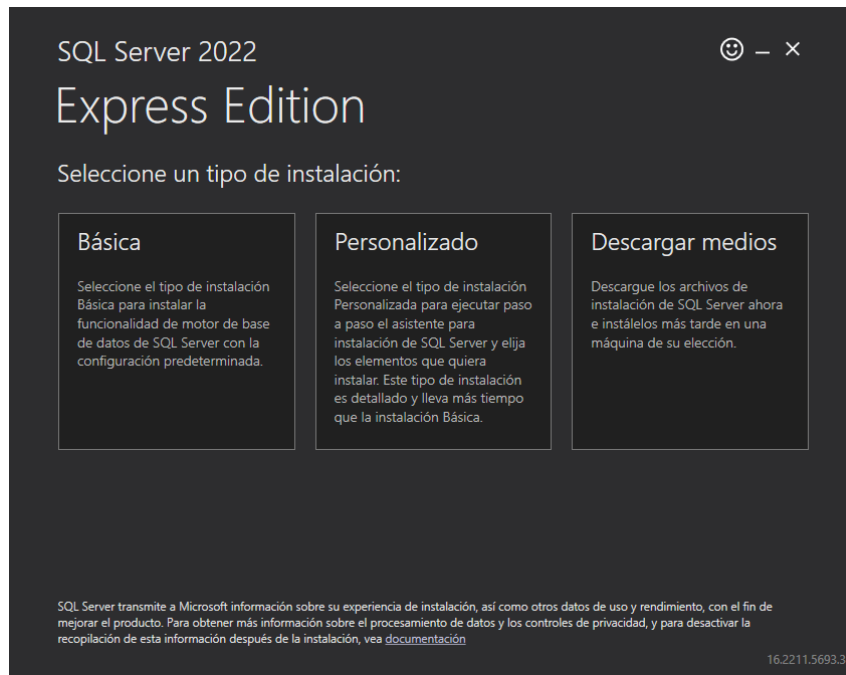 SQL Server 2022
Express Edition
Seleccione un tipo de instalación:
Básica
Seleccione el tipo de instalación
Básica para instalar la
funcionalidad de motor de base
de datos de SQL Server con la
configuración predeterminada.
Personalizado
Seleccione el tipo de instalación
Personalizada para ejecutar paso
a paso el asistente para
instalación de SQL Server y elija
los elementos que quiera
instalar. Este tipo de instalación
es detallado y lleva más tiempo
que la instalación Básica.
Descargar medios
Descargue los archivos de
instalación de SQL Server ahora
e instálelos más tarde en una
máquina de su elección.
SQL Server transmite a Microsoft información sobre su experiencia de instalación, así como otros datos de uso y rendimiento, con el fin de
mejorar el producto. Para obtener más información sobre el procesamiento de datos y los controles de privacidad, y para desactivar la
recopilación de esta información después de la instalación, vea documentación
16.2211.5693.3